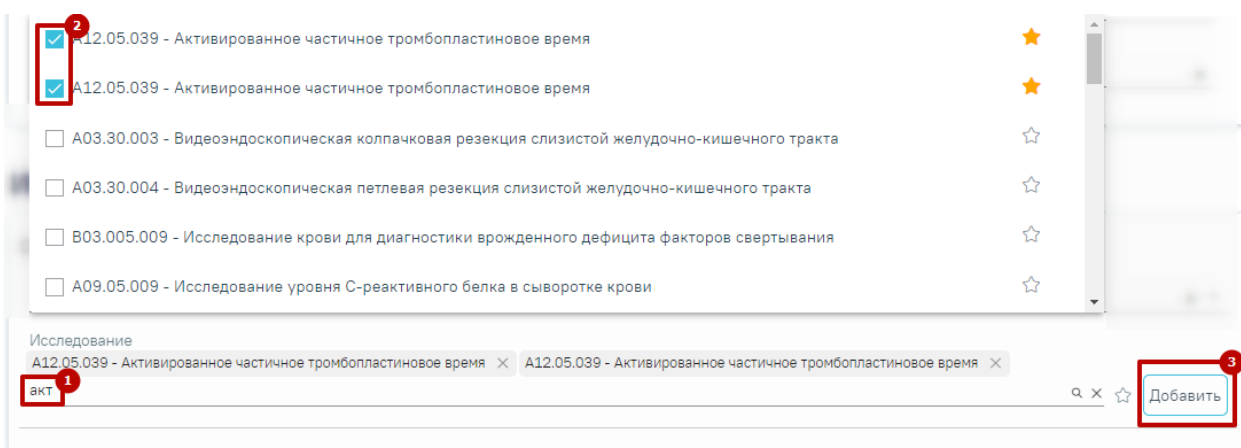 2
A12.05.039 - Активированное частичное тромбопластиновое время
A12.05.039 - Активированное частичное тромбопластиновое время
A03.30.003 - Видеоэндоскопическая колпачковая резекция слизистой желудочно-кишечного тракта
A03.30.004 - Видеоэндоскопическая петлевая резекция слизистой желудочно-кишечного тракта
B03.005.009 - Исследование крови для диагностики врожденного дефицита факторов свертывания
A09.05.009 - Исследование уровня С-реактивного белка в сыворотке крови
Исследование
A12.05.039 - Активированное частичное тромбопластиновое время A12.05.039 - Активированное частичное тромбопластиновое время
3
1
акт
Добавить